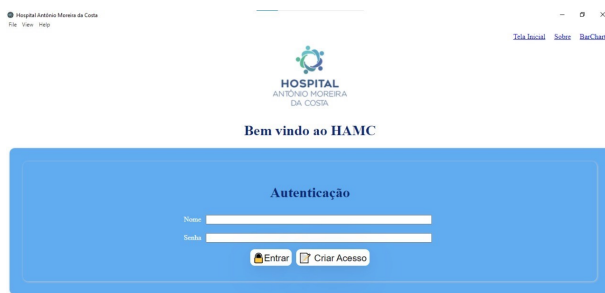 Hospital Antônio Moreira da Costa
File View Help
Tela Inicial Sobre BarChart
HOSPITAL
ANTÔNIO MOREIRA
DA COSTA
Bem vindo ao HAMC
Autenticação
Nome
Senha
Entrar Criar Acesso